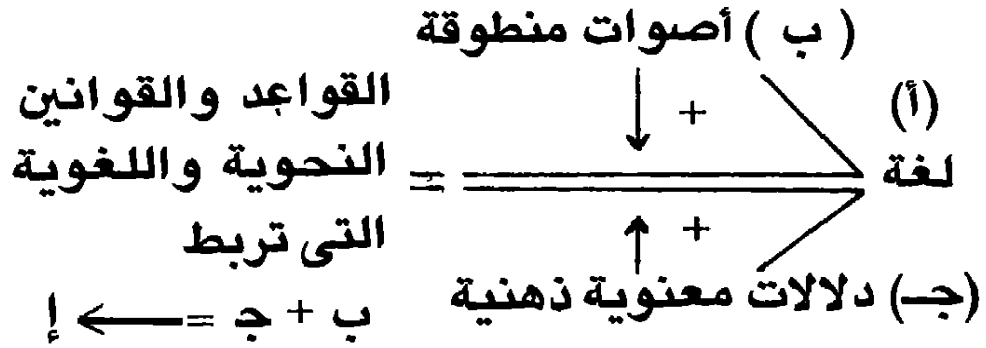 ( ب ) أصوات منطوقة
(أ)
لغة
+
+
(جـ) دلالات معنوية ذهنية
=
القواعد والقوانين
النحوية واللغوية
التى تربط
ب + جـ = ⟵ إ